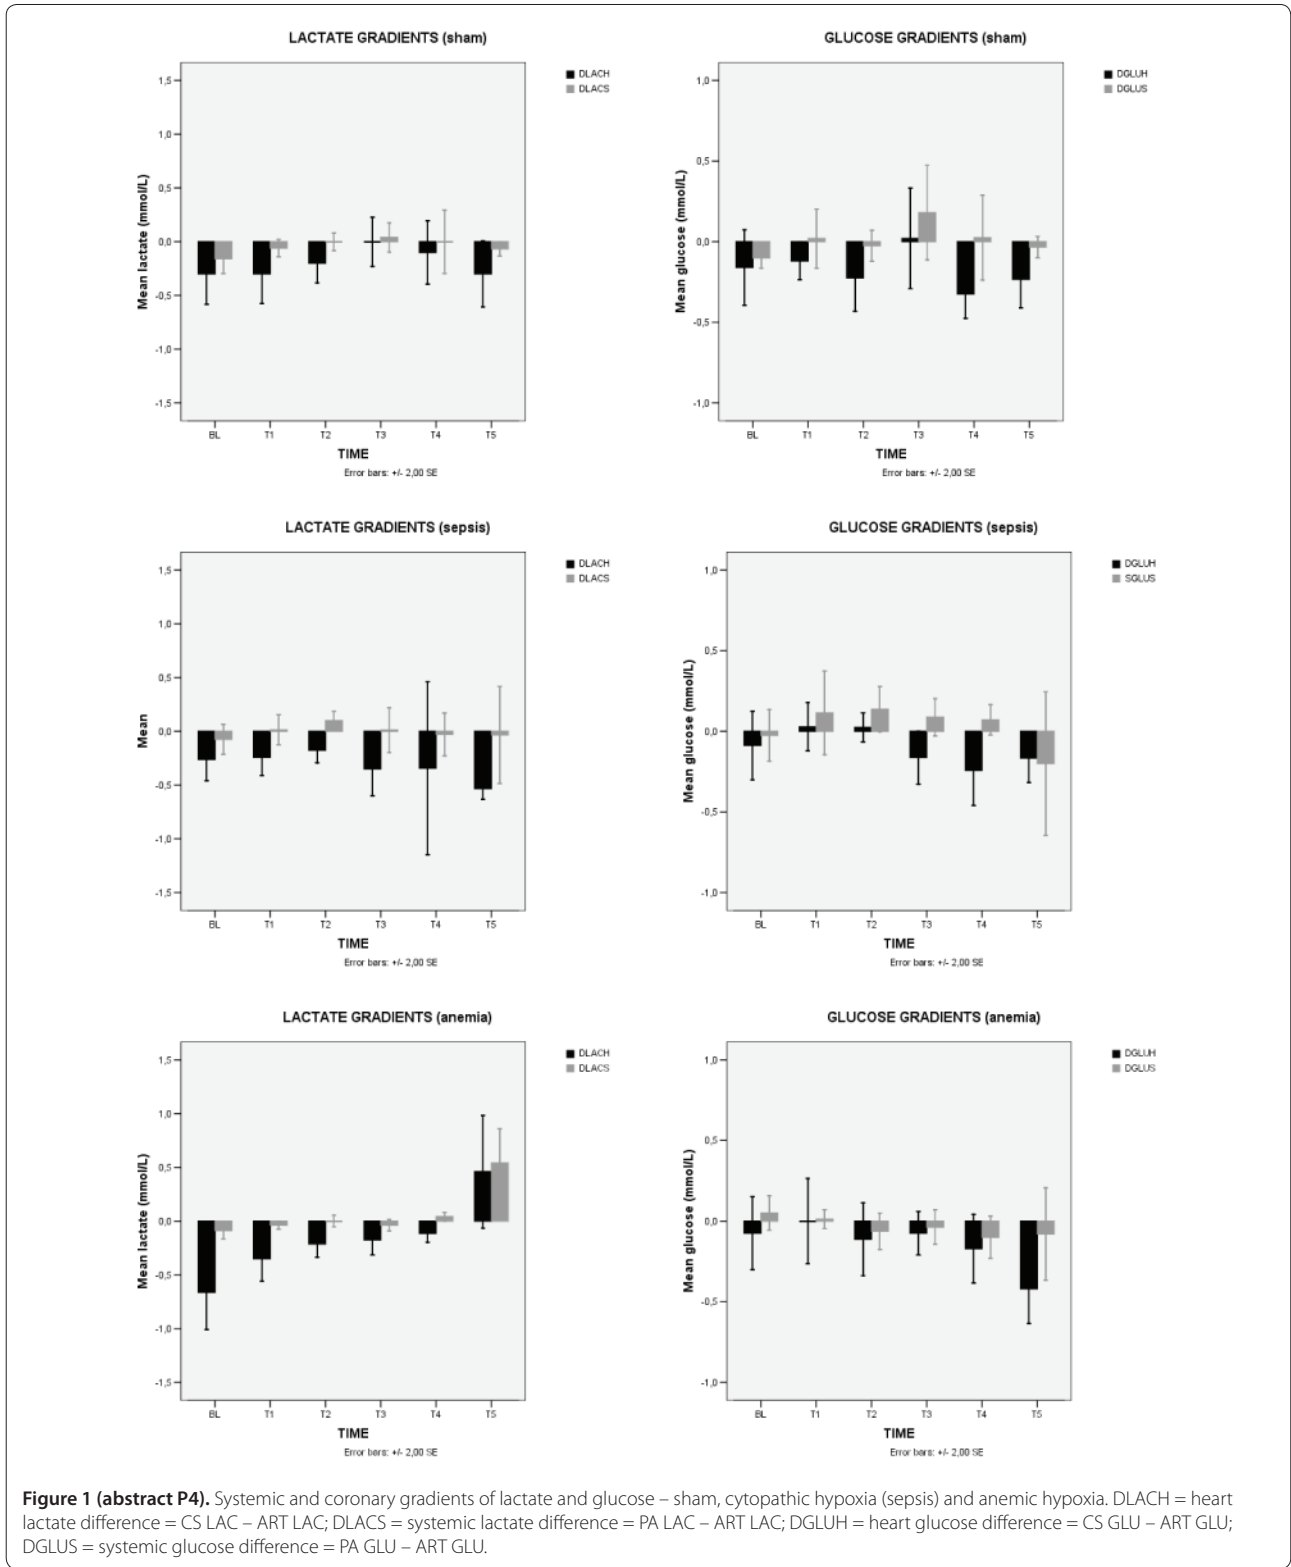 LACTATE GRADIENTS (sham)
1,5
1,0
0,5
0,0
-0,5
-1,0
-1,5
Mean lactate (mmol/L)
BL T1 T2 T3 T4 T5
TIME
Error bars: +/- 2,00 SE
DLACH
DLACS
GLUCOSE GRADIENTS (sham)
1,0
0,5
0,0
-0,5
-1,0
Mean glucose (mmol/L)
BL T1 T2 T3 T4 T5
TIME
Error bars: +/- 2,00 SE
DGLUH
DGLUS
LACTATE GRADIENTS (sepsis)
1,5
1,0
0,5
0,0
-0,5
-1,0
-1,5
Mean
BL T1 T2 T3 T4 T5
TIME
Error bars: +/- 2,00 SE
DLACH
DLACS
GLUCOSE GRADIENTS (sepsis)
1,0
0,5
0,0
-0,5
-1,0
Mean glucose (mmol/L)
BL T1 T2 T3 T4 T5
TIME
Error bars: +/- 2,00 SE
DGLUH
SGLUS
LACTATE GRADIENTS (anemia)
1,5
1,0
0,5
0,0
-0,5
-1,0
-1,5
Mean lactate (mmol/L)
BL T1 T2 T3 T4 T5
TIME
Error bars: +/- 2,00 SE
DLACH
DLACS
GLUCOSE GRADIENTS (anemia)
1,0
0,5
0,0
-0,5
-1,0
Mean glucose (mmol/L)
BL T1 T2 T3 T4 T5
TIME
Error bars: +/- 2,00 SE
DGLUH
DGLUS
Figure 1 (abstract P4). Systemic and coronary gradients of lactate and glucose – sham, cytopathic hypoxia (sepsis) and anemic hypoxia. DLACH = heart
lactate difference = CS LAC – ART LAC; DLACS = systemic lactate difference = PA LAC – ART LAC; DGLUH = heart glucose difference = CS GLU – ART GLU;
DGLUS = systemic glucose difference = PA GLU – ART GLU.